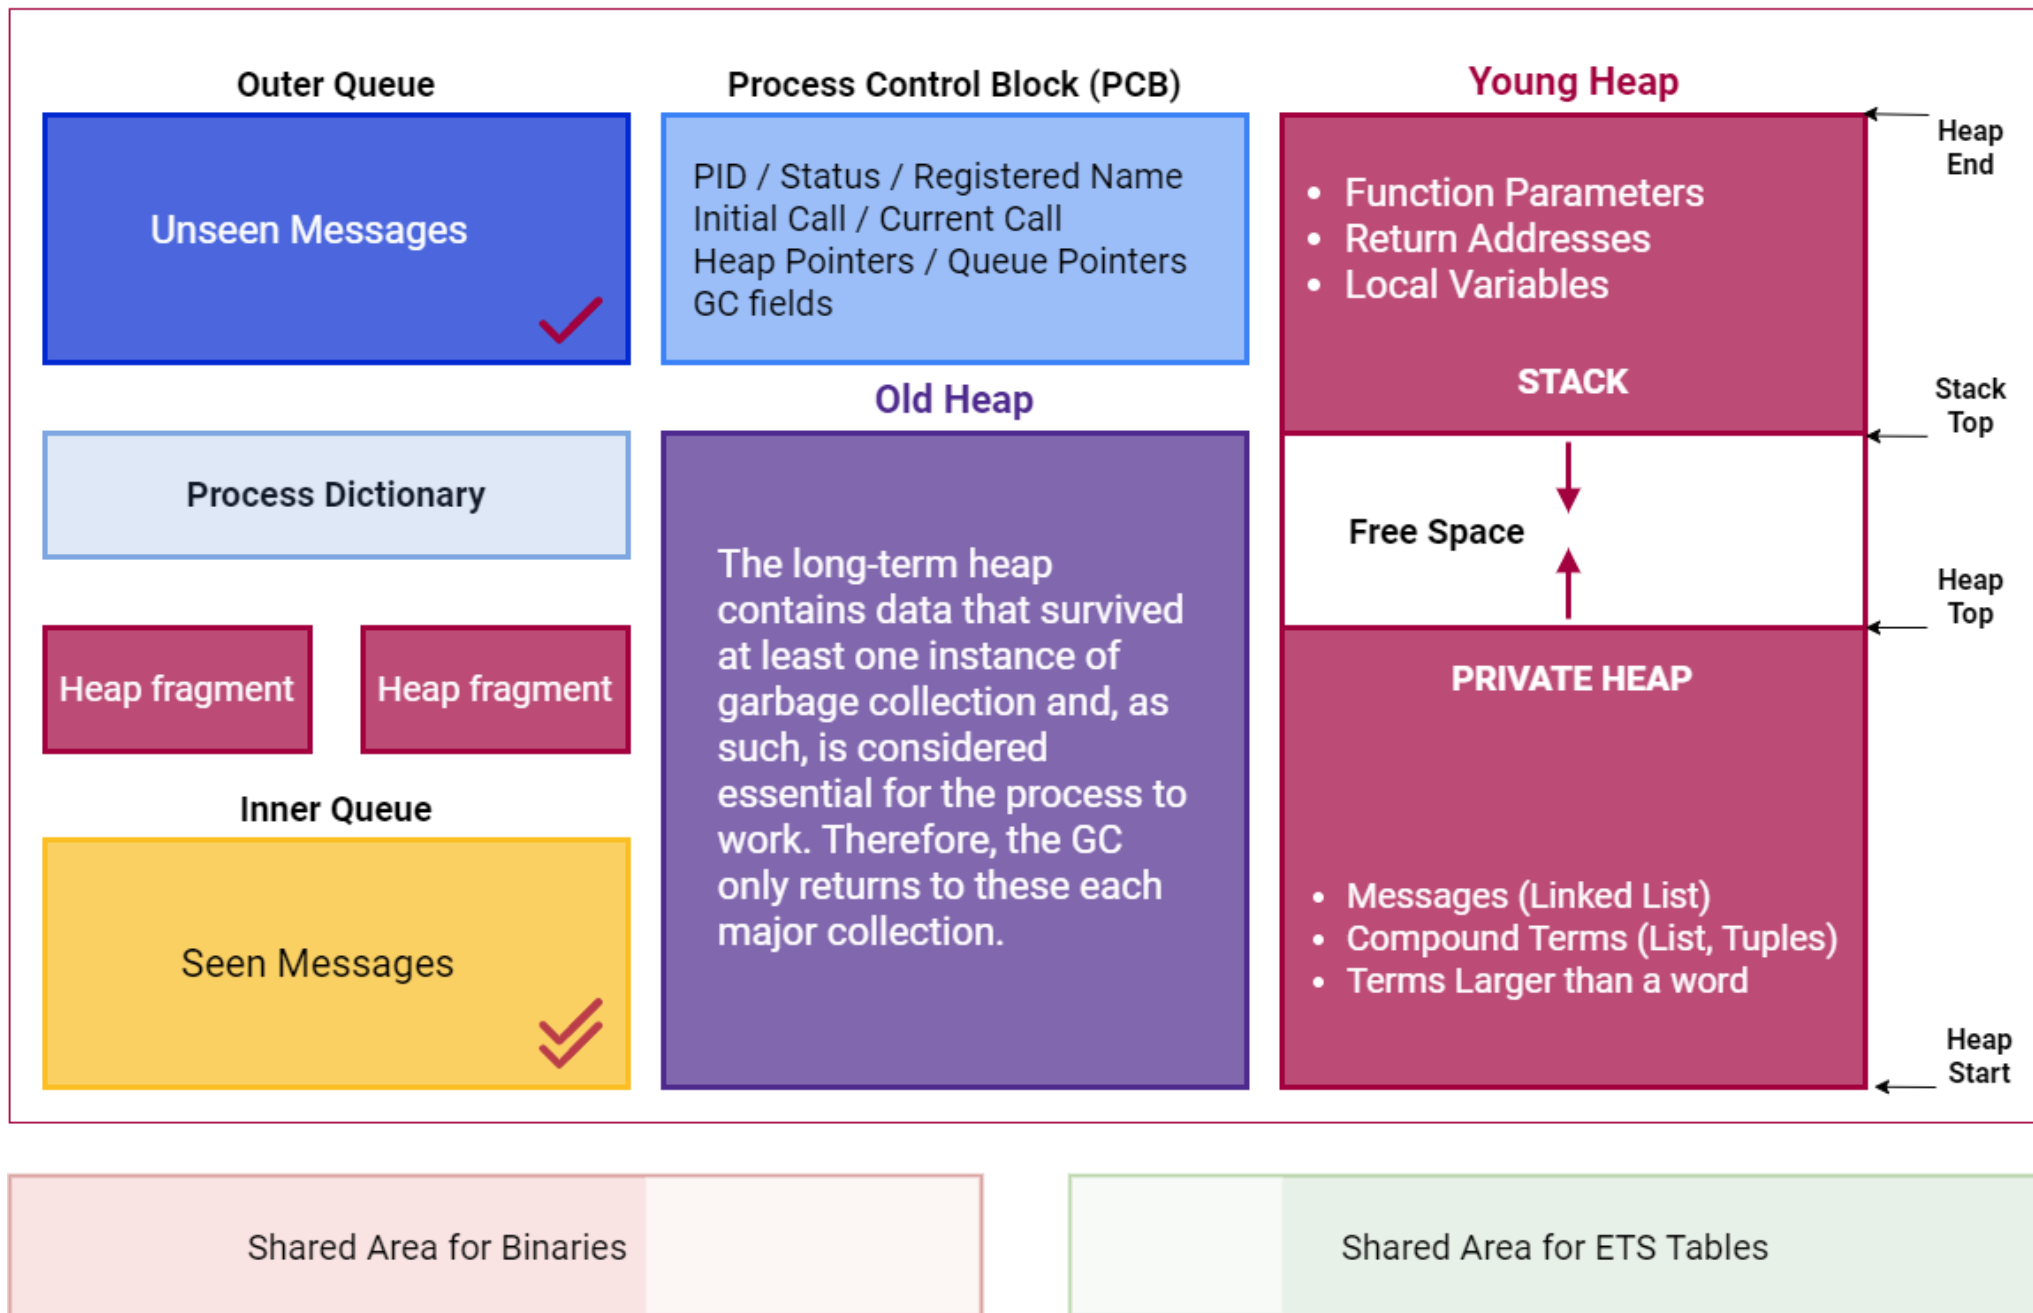 Outer Queue
Unseen Messages
Process Dictionary
Heap fragment
Heap fragment
Inner Queue
Seen Messages
Process Control Block (PCB)
PID / Status / Registered Name
Initial Call / Current Call
Heap Pointers / Queue Pointers
GC fields
Old Heap
The long-term heap
contains data that survived
at least one instance of
garbage collection and, as
such, is considered
essential for the process to
work. Therefore, the GC
only returns to these each
major collection.
Young Heap
• Function Parameters
• Return Addresses
• Local Variables
STACK
Free Space
PRIVATE HEAP
• Messages (Linked List)
• Compound Terms (List, Tuples)
• Terms Larger than a word
Heap
End
Stack
Top
Heap
Top
Heap
Start
Shared Area for Binaries
Shared Area for ETS Tables